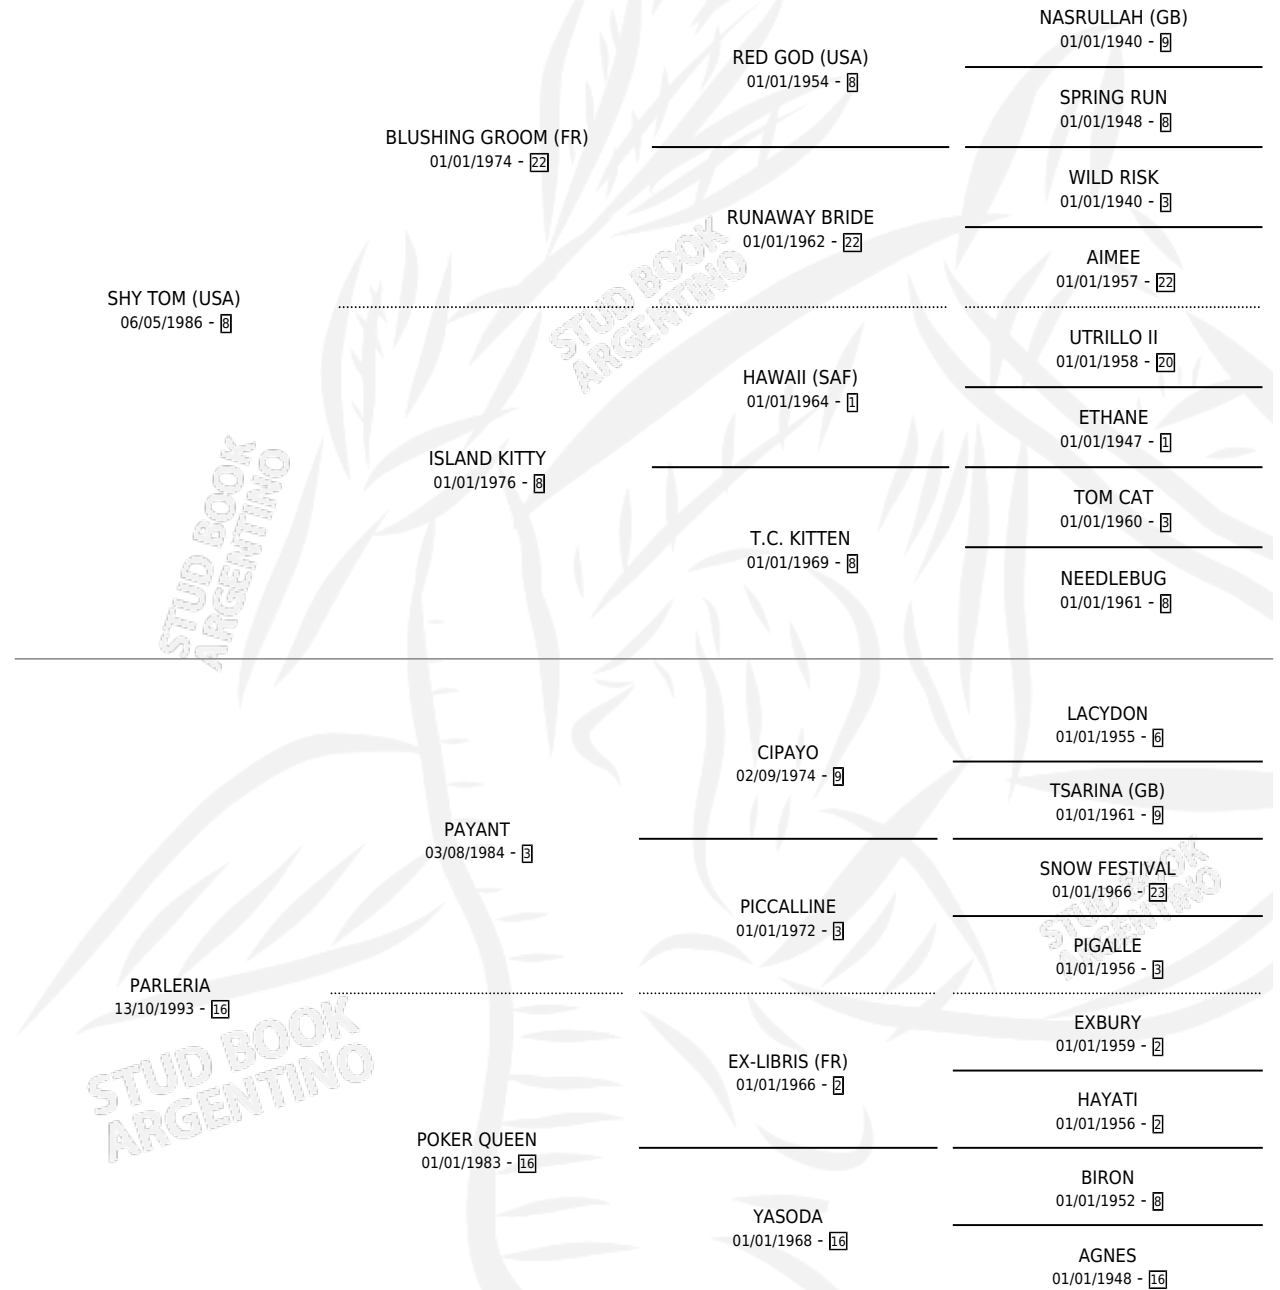 NASRULLAH (GB)
01/01/1940 - 9
RED GOD (USA)
01/01/1954 - 8
SPRING RUN
01/01/1948 - 8
BLUSHING GROOM (FR)
01/01/1974 - 22
WILD RISK
01/01/1940 - 3
RUNAWAY BRIDE
01/01/1962 - 22
AIMEE
01/01/1957 - 22
SHY TOM (USA)
06/05/1986 - 8
STUD BOOK
ARGENTINO
UTRILLO II
01/01/1958 - 20
HAWAII (SAF)
01/01/1964 - 1
ETHANE
01/01/1947 - 1
ISLAND KITTY
01/01/1976 - 8
TOM CAT
01/01/1960 - 3
T.C. KITTEN
01/01/1969 - 8
NEEDLEBUG
01/01/1961 - 8
STUD BOOK
ARGENTINO
LACYDON
01/01/1955 - 6
CIPAYO
02/09/1974 - 9
TSARINA (GB)
01/01/1961 - 9
PAYANT
03/08/1984 - 3
SNOW FESTIVAL
01/01/1966 - 23
PICCALLINE
01/01/1972 - 3
STUD BOOK
ARGENTINO
PIGALLE
01/01/1956 - 3
PARLERIA
13/10/1993 - 16
EXBURY
01/01/1959 - 2
EX-LIBRIS (FR)
01/01/1966 - 2
HAYATI
01/01/1956 - 2
STUD BOOK
ARGENTINO
POKER QUEEN
01/01/1983 - 16
BIRON
01/01/1952 - 8
YASODA
01/01/1968 - 16
AGNES
01/01/1948 - 16